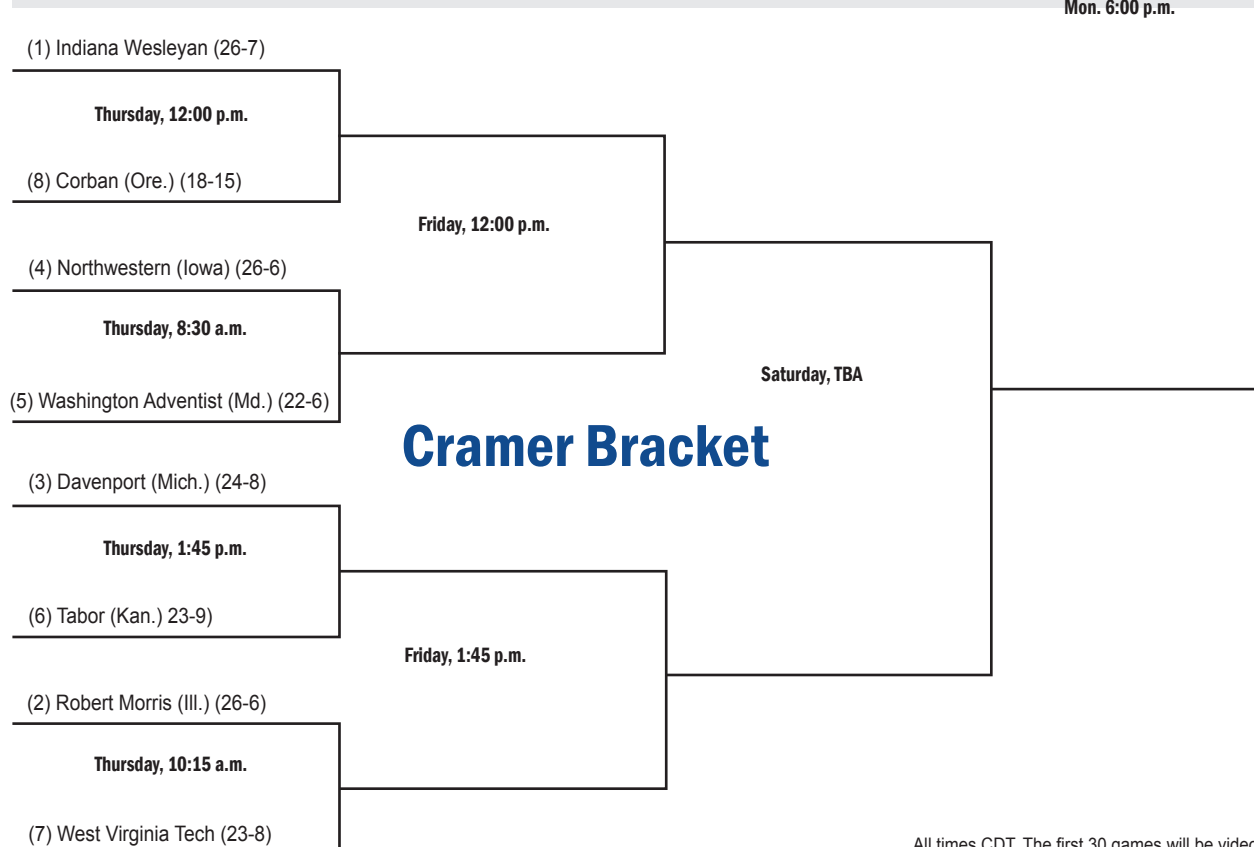 Mon. 6:00 p.m.
(1) Indiana Wesleyan (26-7)
Thursday, 12:00 p.m.
(8) Corban (Ore.) (18-15)
Friday, 12:00 p.m.
(4) Northwestern (Iowa) (26-6)
Thursday, 8:30 a.m.
(5) Washington Adventist (Md.) (22-6)
Saturday, TBA
Cramer Bracket
(3) Davenport (Mich.) (24-8)
Thursday, 1:45 p.m.
(6) Tabor (Kan.) 23-9)
Friday, 1:45 p.m.
(2) Robert Morris (Ill.) (26-6)
Thursday, 10:15 a.m.
(7) West Virginia Tech (23-8)
All times CDT. The first 30 games will be video